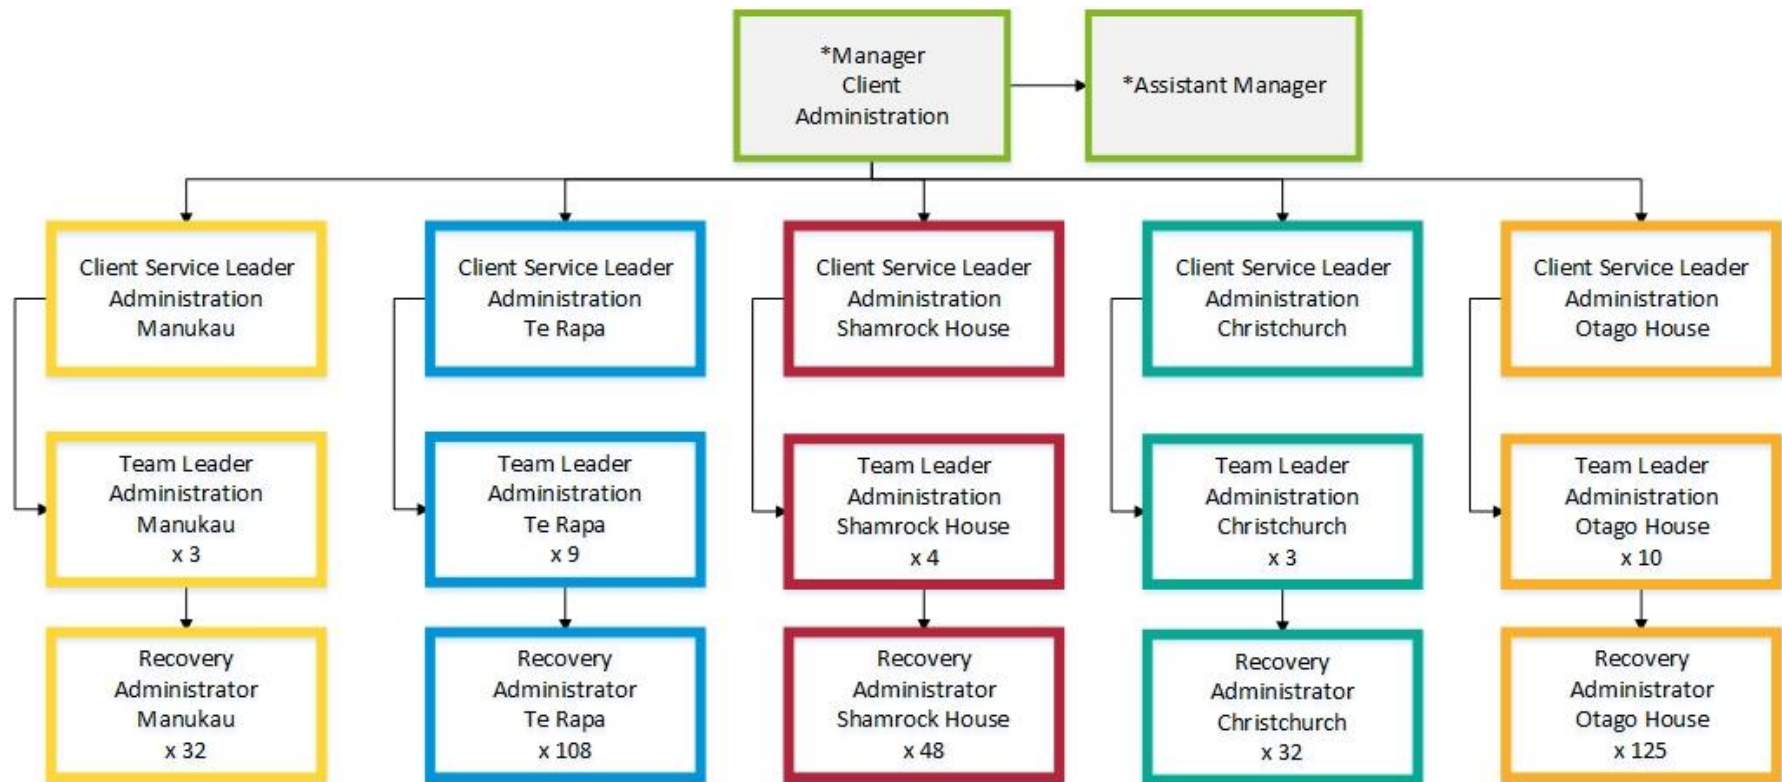 *Manager
Client
Administration
*Assistant Manager
Client Service Leader
Administration
Manukau
Client Service Leader
Administration
Te Rapa
Client Service Leader
Administration
Shamrock House
Client Service Leader
Administration
Christchurch
Client Service Leader
Administration
Otago House
Team Leader
Administration
Manukau
x 3
Team Leader
Administration
Te Rapa
x 9
Team Leader
Administration
Shamrock House
x 4
Team Leader
Administration
Christchurch
x 3
Team Leader
Administration
Otago House
x 10
Recovery
Administrator
Manukau
x 32
Recovery
Administrator
Te Rapa
x 108
Recovery
Administrator
Shamrock House
x 48
Recovery
Administrator
Christchurch
x 32
Recovery
Administrator
Otago House
x 125